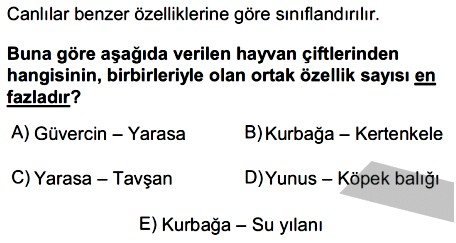 Canlılar benzer özelliklerine göre sınıflandırılır.
Buna göre aşağıda verilen hayvan çiftlerinden
hangisinin, birbirleriyle olan ortak özellik sayısı en
fazladır?
A) Güvercin – Yarasa B) Kurbağa – Kertenkele
C) Yarasa – Tavşan D) Yunus – Köpek balığı
E) Kurbağa – Su yılanı